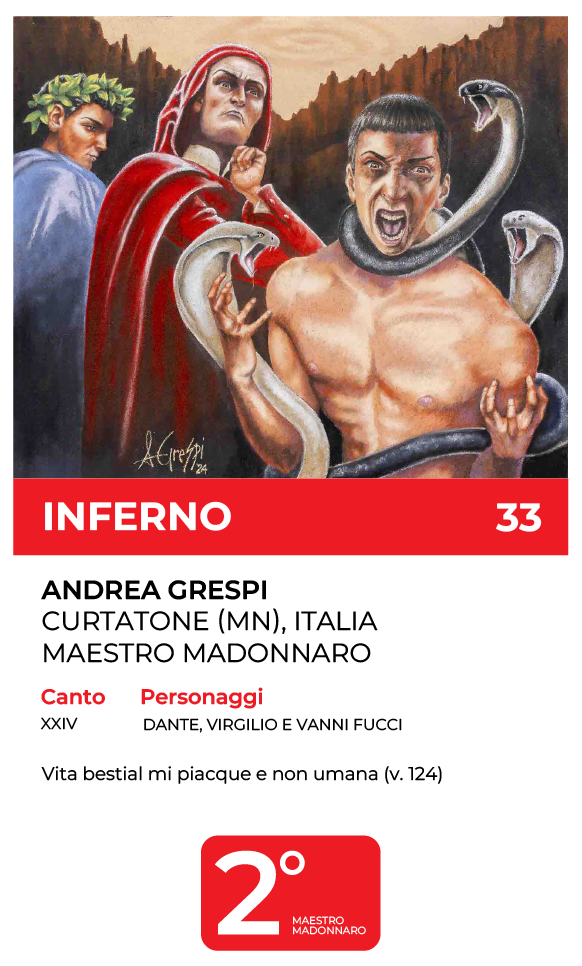 A. Grespi
'24
INFERNO 33
ANDREA GRESPI
CURTATONE (MN), ITALIA
MAESTRO MADONNARO
Canto Personaggi
XXIV DANTE, VIRGILIO E VANNI FUCCI
Vita bestial mi piacque e non umana (v. 124)
2°
MAESTRO
MADONNARO